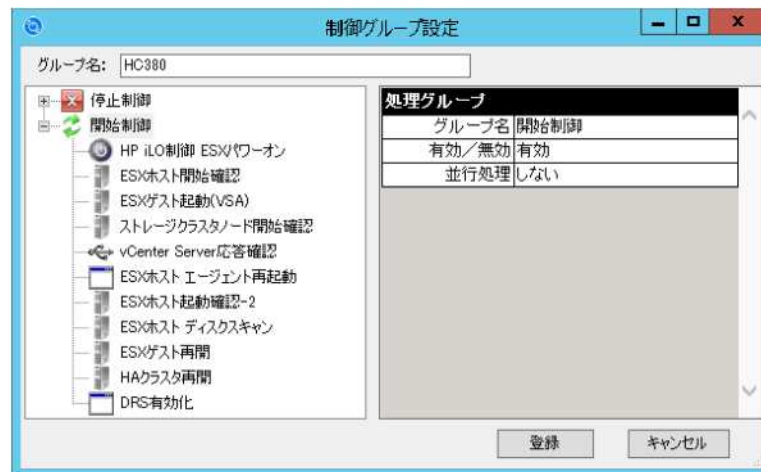 制御グループ設定
グループ名: HC380
停止制御
開始制御
HP iLO制御 ESXパワーオン
ESXホスト開始確認
ESXゲスト起動(VSA)
ストレージクラスタノード開始確認
vCenter Server応答確認
ESXホスト エージェント再起動
ESXホスト起動確認-2
ESXホスト ディスクスキャン
ESXゲスト再開
HAクラスタ再開
DRS有効化
処理グループ
グループ名 開始制御
有効/無効 有効
並行処理 しない
登録 キャンセル